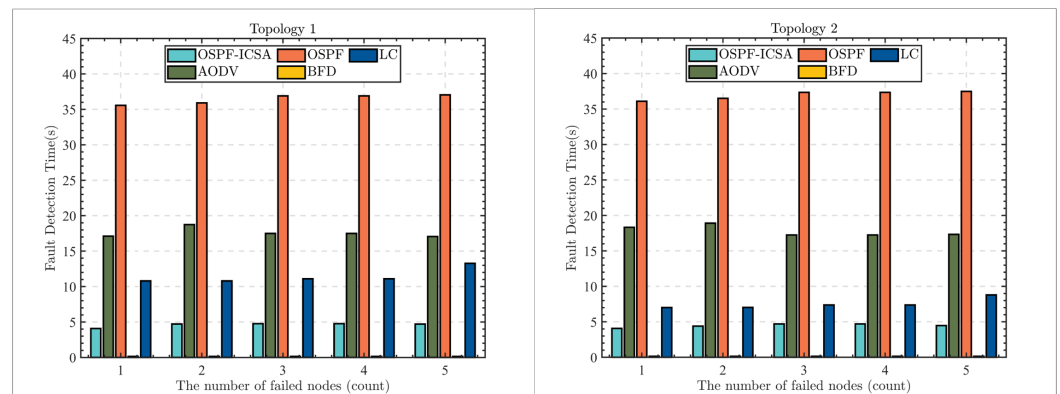 Topology 1
OSPF-ICSA OSPF LC
AODV BFD
Fault Detection Time(s)
45
40
35
30
25
20
15
10
5
0
1 2 3 4 5
The number of failed nodes (count)
Topology 2
OSPF-ICSA OSPF LC
AODV BFD
Fault Detection Time(s)
45
40
35
30
25
20
15
10
5
0
1 2 3 4 5
The number of failed nodes (count)